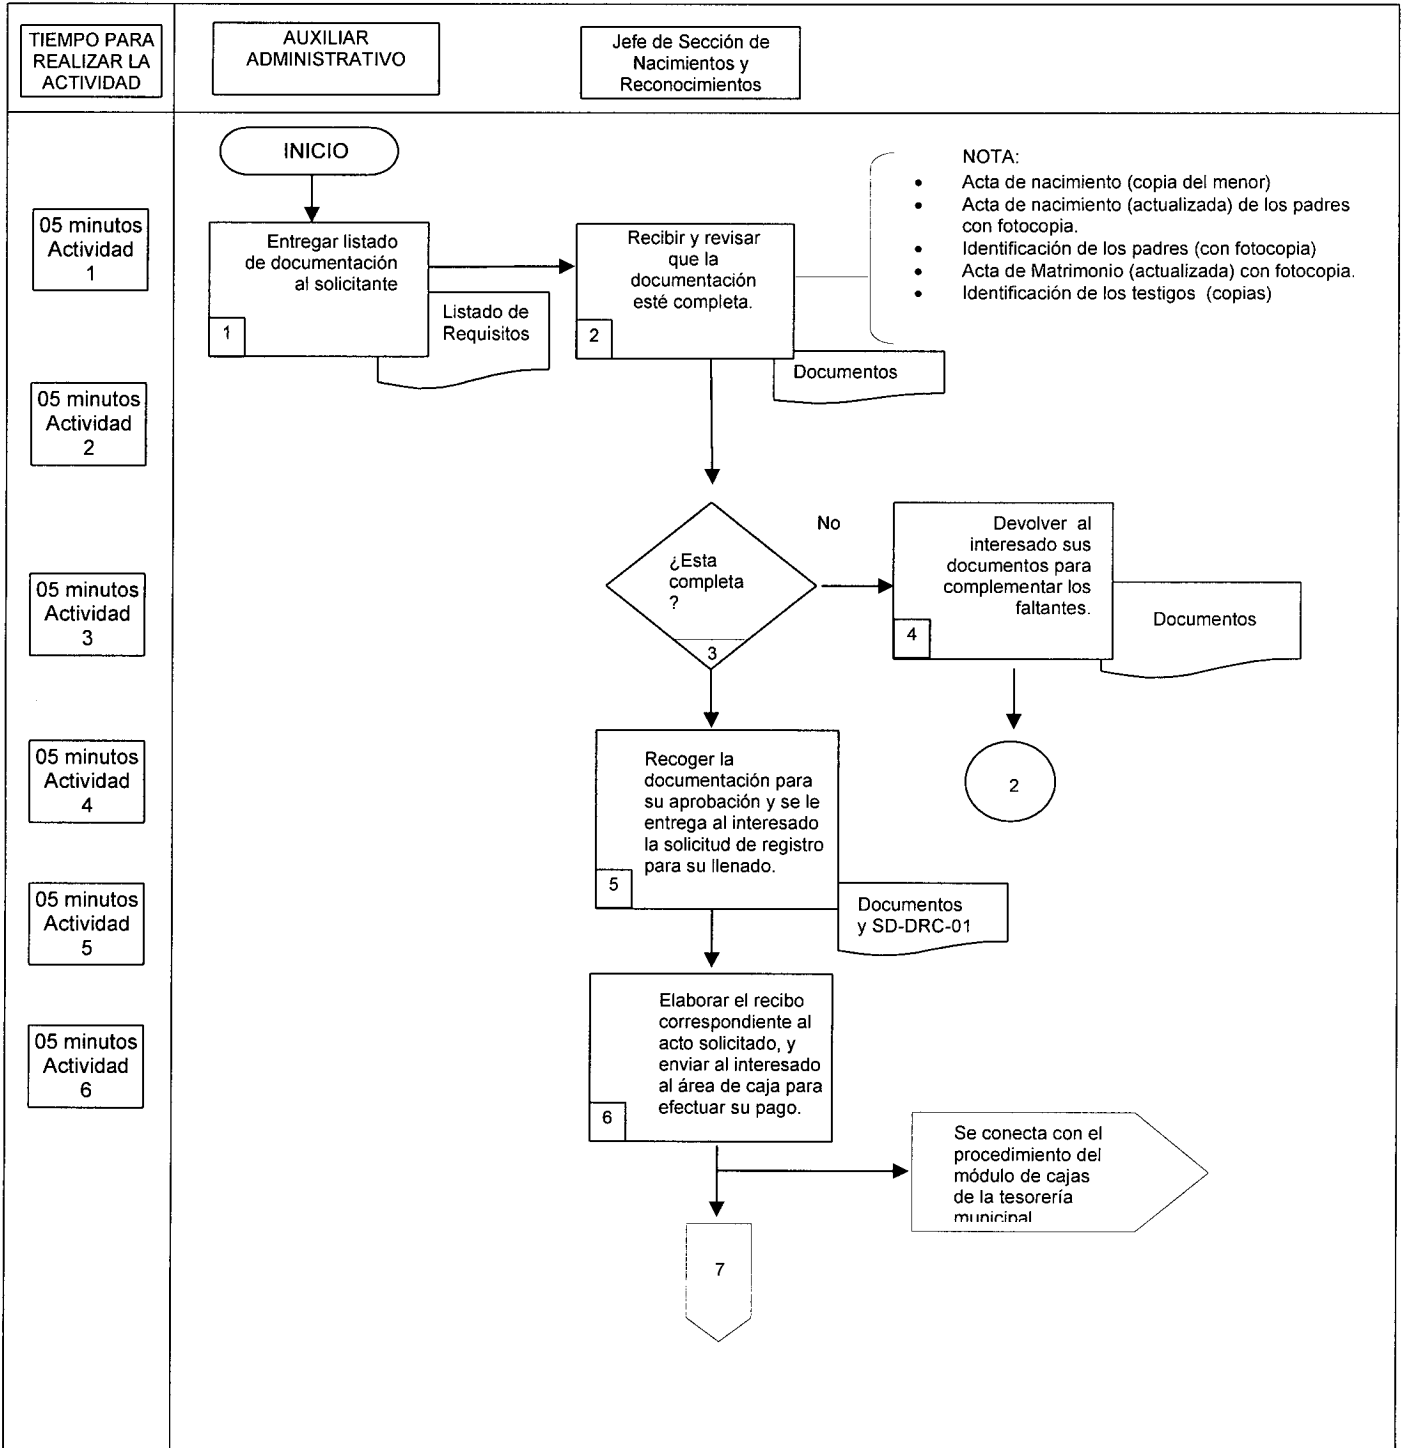 TIEMPO PARA
REALIZAR LA
ACTIVIDAD
AUXILIAR
ADMINISTRATIVO
Jefe de Sección de
Nacimientos y
Reconocimientos
INICIO
NOTA:
• Acta de nacimiento (copia del menor)
• Acta de nacimiento (actualizada) de los padres
con fotocopia.
• Identificación de los padres (con fotocopia)
• Acta de Matrimonio (actualizada) con fotocopia.
• Identificación de los testigos (copias)
05 minutos
Actividad
1
Entregar listado
de documentación
al solicitante
1
Listado de
Requisitos
Recibir y revisar
que la
documentación
esté completa.
2
Documentos
05 minutos
Actividad
2
05 minutos
Actividad
3
¿Esta
completa
?
3
No
Devolver al
interesado sus
documentos para
complementar los
faltantes.
4
Documentos
2
05 minutos
Actividad
4
Recoger la
documentación para
su aprobación y se le
entrega al interesado
la solicitud de registro
para su llenado.
5
Documentos
y SD-DRC-01
05 minutos
Actividad
5
05 minutos
Actividad
6
Elaborar el recibo
correspondiente al
acto solicitado, y
enviar al interesado
al área de caja para
efectuar su pago.
6
Se conecta con el
procedimiento del
módulo de cajas
de la tesorería
municipal
7